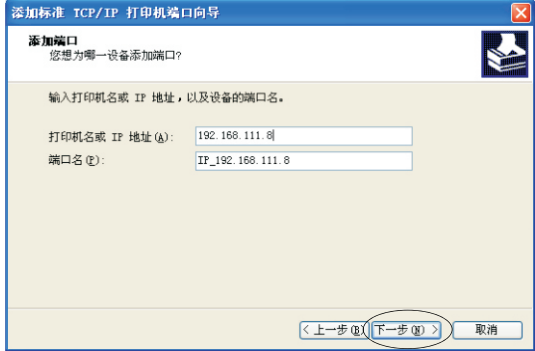 添加标准 TCP/IP 打印机端口向导
添加端口
您想为哪一设备添加端口?
输入打印机名或 IP 地址,以及设备的端口名。
打印机名或 IP 地址(A): 192.168.111.8
端口名(P): IP_192.168.111.8
< 上一步(B) 下一步(N) > 取消